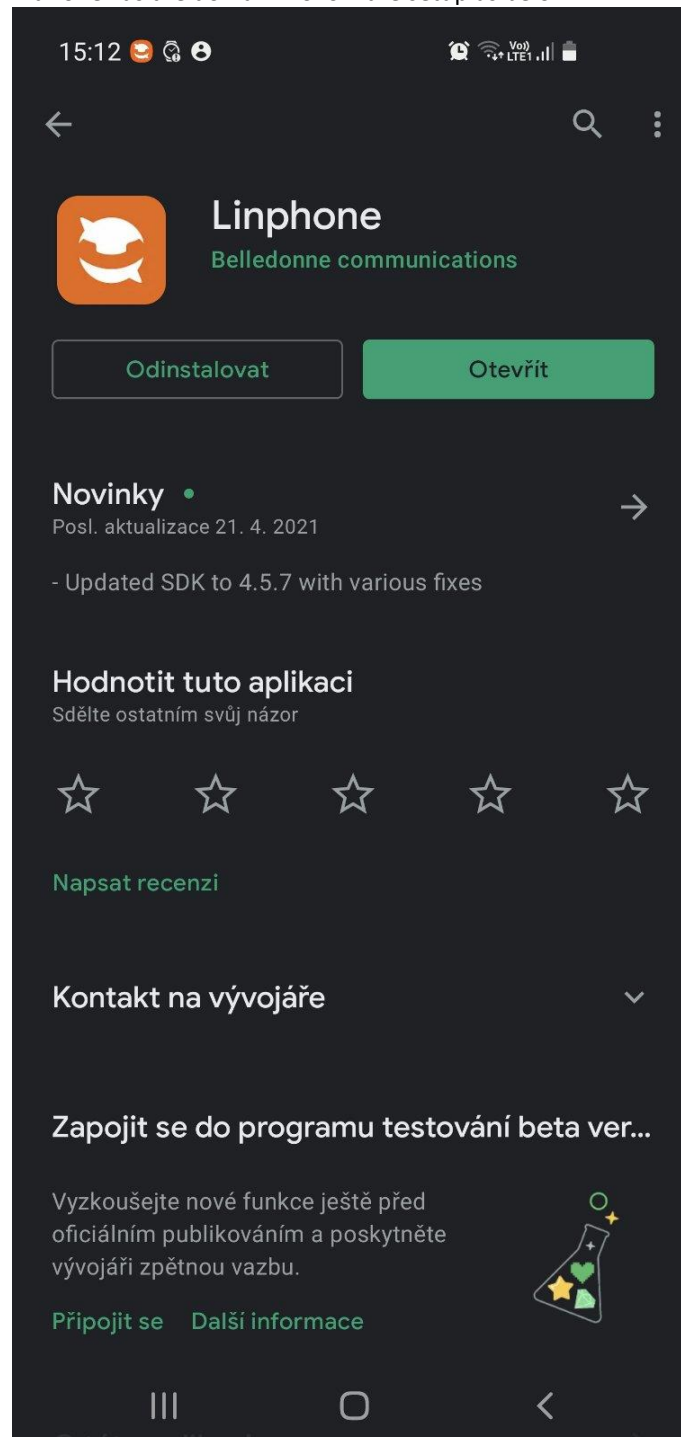 15:12
Vo))
LTE1
Linphone
Belledonne communications
Odinstalovat
Otevřít
Novinky
Posl. aktualizace 21. 4. 2021
- Updated SDK to 4.5.7 with various fixes
Hodnotit tuto aplikaci
Sdělte ostatním svůj názor
Napsat recenzi
Kontakt na vývojáře
Zapojit se do programu testování beta ver...
Vyzkoušejte nové funkce ještě před
oficiálním publikováním a poskytněte
vývojáři zpětnou vazbu.
Připojit se Další informace